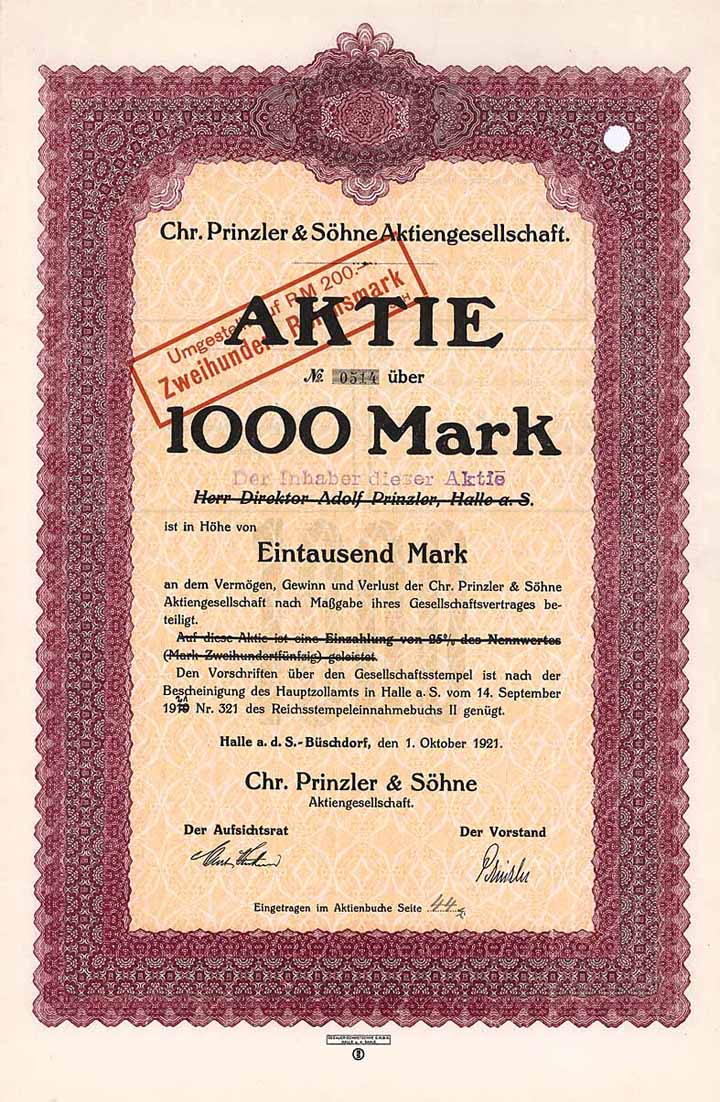 Chr. Prinzler & Söhne Aktiengesellschaft.
Umgestellt auf RM 200.–
Zweihundert Reichsmark
AKTIE
№ 0514 über
1000 Mark
Der Inhaber dieser Aktie
Herr Direktor Adolf Prinzler, Halle a. S.
ist in Höhe von
Eintausend Mark
an dem Vermögen, Gewinn und Verlust der Chr. Prinzler & Söhne
Aktiengesellschaft nach Maßgabe ihres Gesellschaftsvertrages be-
teiligt.
Auf diese Aktie ist eine Einzahlung von 25% des Nennwertes
(Mark Zweihundertfünfzig) geleistet.
Den Vorschriften über den Gesellschaftsstempel ist nach der
Bescheinigung des Hauptzollamts in Halle a. S. vom 14. September
1921 Nr. 321 des Reichsstempeleinnahmebuchs II genügt.
Halle a. d. S.-Büschdorf, den 1. Oktober 1921.
Chr. Prinzler & Söhne
Aktiengesellschaft.
Der Aufsichtsrat Der Vorstand
Prinzler
Eingetragen im Aktienbuche Seite 44